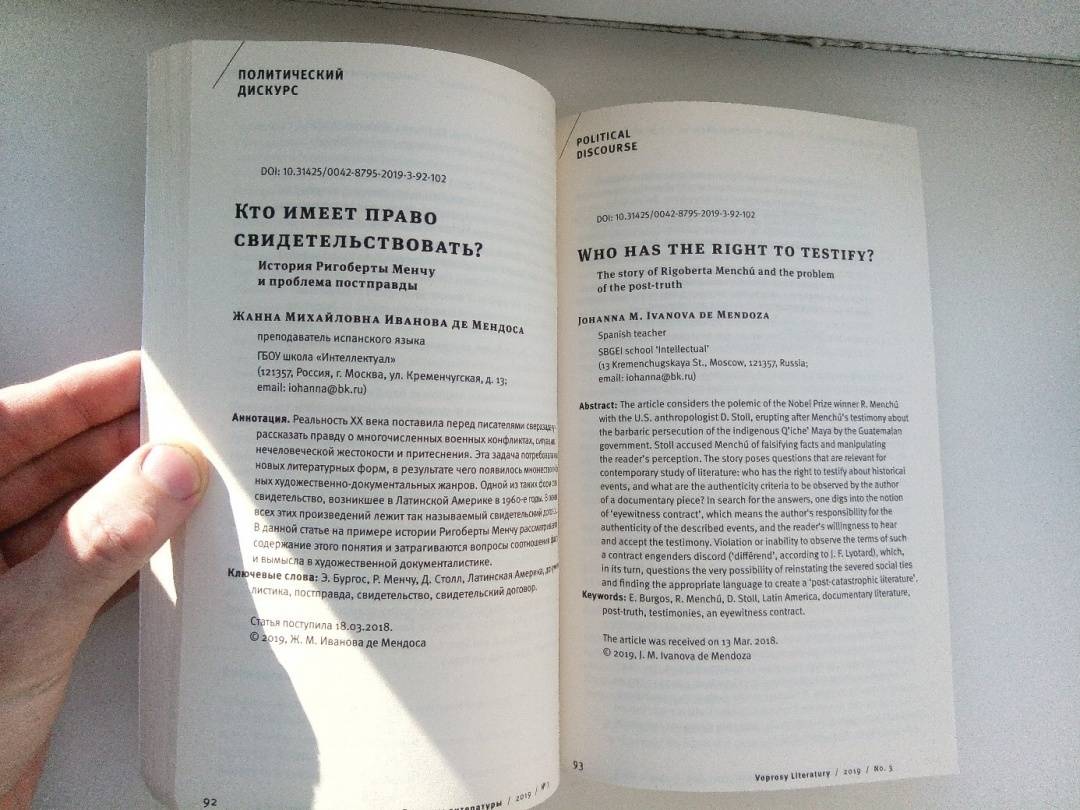 ПОЛИТИЧЕСКИЙ
ДИСКУРС
DOI: 10.31425/0042-8795-2019-3-92-102
Кто имеет право
свидетельствовать?
История Ригоберты Менчу
и проблема постправды
Жанна Михайловна Иванова де Мендоса
преподаватель испанского языка
ГБОУ школа «Интеллектуал»
(121357, Россия, г. Москва, ул. Кременчугская, д. 13;
email: iohanna@bk.ru)
Аннотация. Реальность XX века поставила перед писателями
рассказать правду о многочисленных военных конфликтах,
нечеловеческой жестокости и притеснения. Эта задача
новых литературных форм, в результате чего появилось
ных художественно-документальных жанров. Одной из таких форм
свидетельство, возникшее в Латинской Америке в 1960-е годы. В
всех этих произведений лежит так называемый свидетельский
В данной статье на примере истории Ригоберты Менчу
содержание этого понятия и затрагиваются вопросы соотношения
и вымысла в художественной документалистике.
Ключевые слова: Э. Бургос, Р. Менчу, Д. Столл, Латинская Америка,
листика, постправда, свидетельство, свидетельский договор.
Статья поступила 18.03.2018.
© 2019, Ж. М. Иванова де Мендоса
92
/ 2019 /
POLITICAL
DISCOURSE
DOI: 10.31425/0042-8795-2019-3-92-102
Who has the right to testify?
The story of Rigoberta Menchú and the problem
of the post-truth
Johanna M. Ivanova de Mendoza
Spanish teacher
SBGEI school 'Intellectual'
(13 Kremenchugskaya St., Moscow, 121357, Russia;
email: iohanna@bk.ru)
Abstract: The article considers the polemic of the Nobel Prize winner R. Menchú
with the U.S. anthropologist D. Stoll, erupting after Menchú's testimony about
the barbaric persecution of the indigenous Q'iche' Maya by the Guatemalan
government. Stoll accused Menchú of falsifying facts and manipulating
the reader's perception. The story poses questions that are relevant for
contemporary study of literature: who has the right to testify about historical
events, and what are the authenticity criteria to be observed by the author
of a documentary piece? In search for the answers, one digs into the notion
of 'eyewitness contract', which means the author's responsibility for the
authenticity of the described events, and the reader's willingness to hear
and accept the testimony. Violation or inability to observe the terms of such
a contract engenders discord ('différend', according to J. F. Lyotard), which,
in its turn, questions the very possibility of reinstating the severed social ties
and finding the appropriate language to create a 'post-catastrophic literature'.
Keywords: E. Burgos, R. Menchú, D. Stoll, Latin America, documentary literature,
post-truth, testimonies, an eyewitness contract.
The article was received on 13 Mar. 2018.
© 2019, J. M. Ivanova de Mendoza
93
Voprosy Literatury / 2019 / No. 3